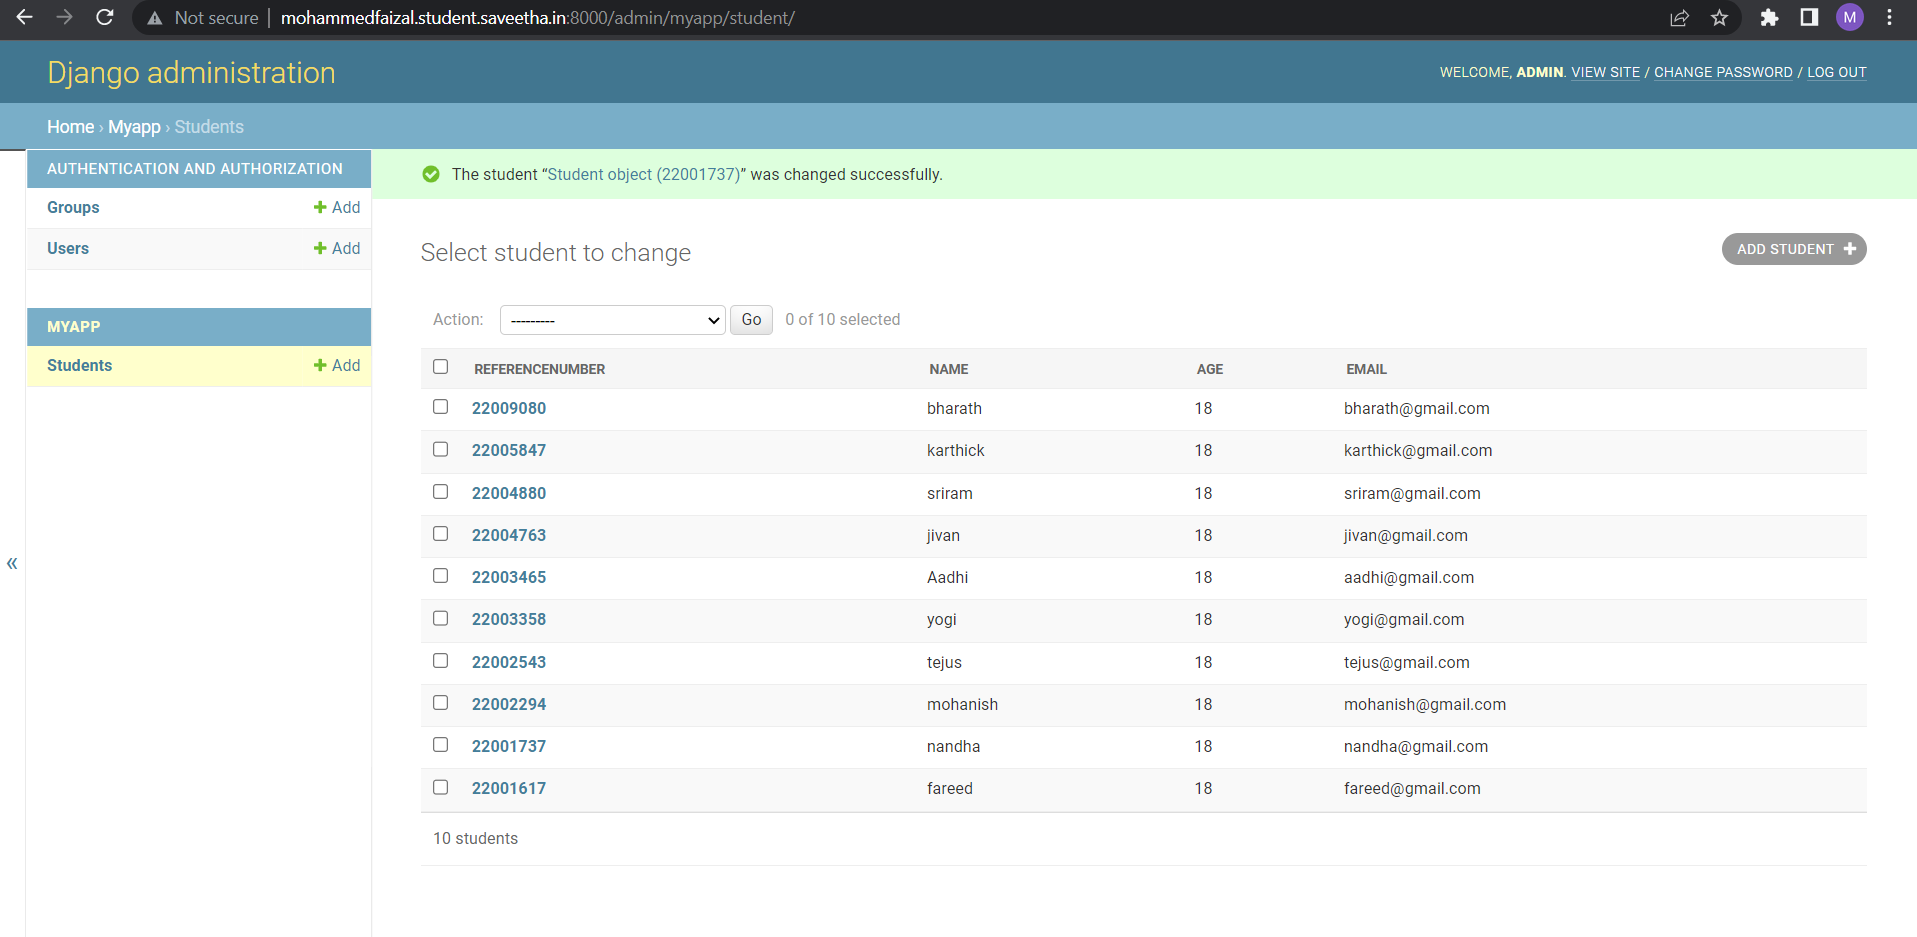 Not secure | mohammedfaizal.student.saveetha.in:8000/admin/myapp/student/ M
Django administration
WELCOME, ADMIN. VIEW SITE / CHANGE PASSWORD / LOG OUT
Home › Myapp › Students
AUTHENTICATION AND AUTHORIZATION
Groups + Add
Users + Add
MYAPP
Students + Add
«
The student “Student object (22001737)” was changed successfully.
Select student to change
ADD STUDENT +
Action: --------- Go 0 of 10 selected
REFERENCENUMBER NAME AGE EMAIL
22009080 bharath 18 bharath@gmail.com
22005847 karthick 18 karthick@gmail.com
22004880 sriram 18 sriram@gmail.com
22004763 jivan 18 jivan@gmail.com
22003465 Aadhi 18 aadhi@gmail.com
22003358 yogi 18 yogi@gmail.com
22002543 tejus 18 tejus@gmail.com
22002294 mohanish 18 mohanish@gmail.com
22001737 nandha 18 nandha@gmail.com
22001617 fareed 18 fareed@gmail.com
10 students